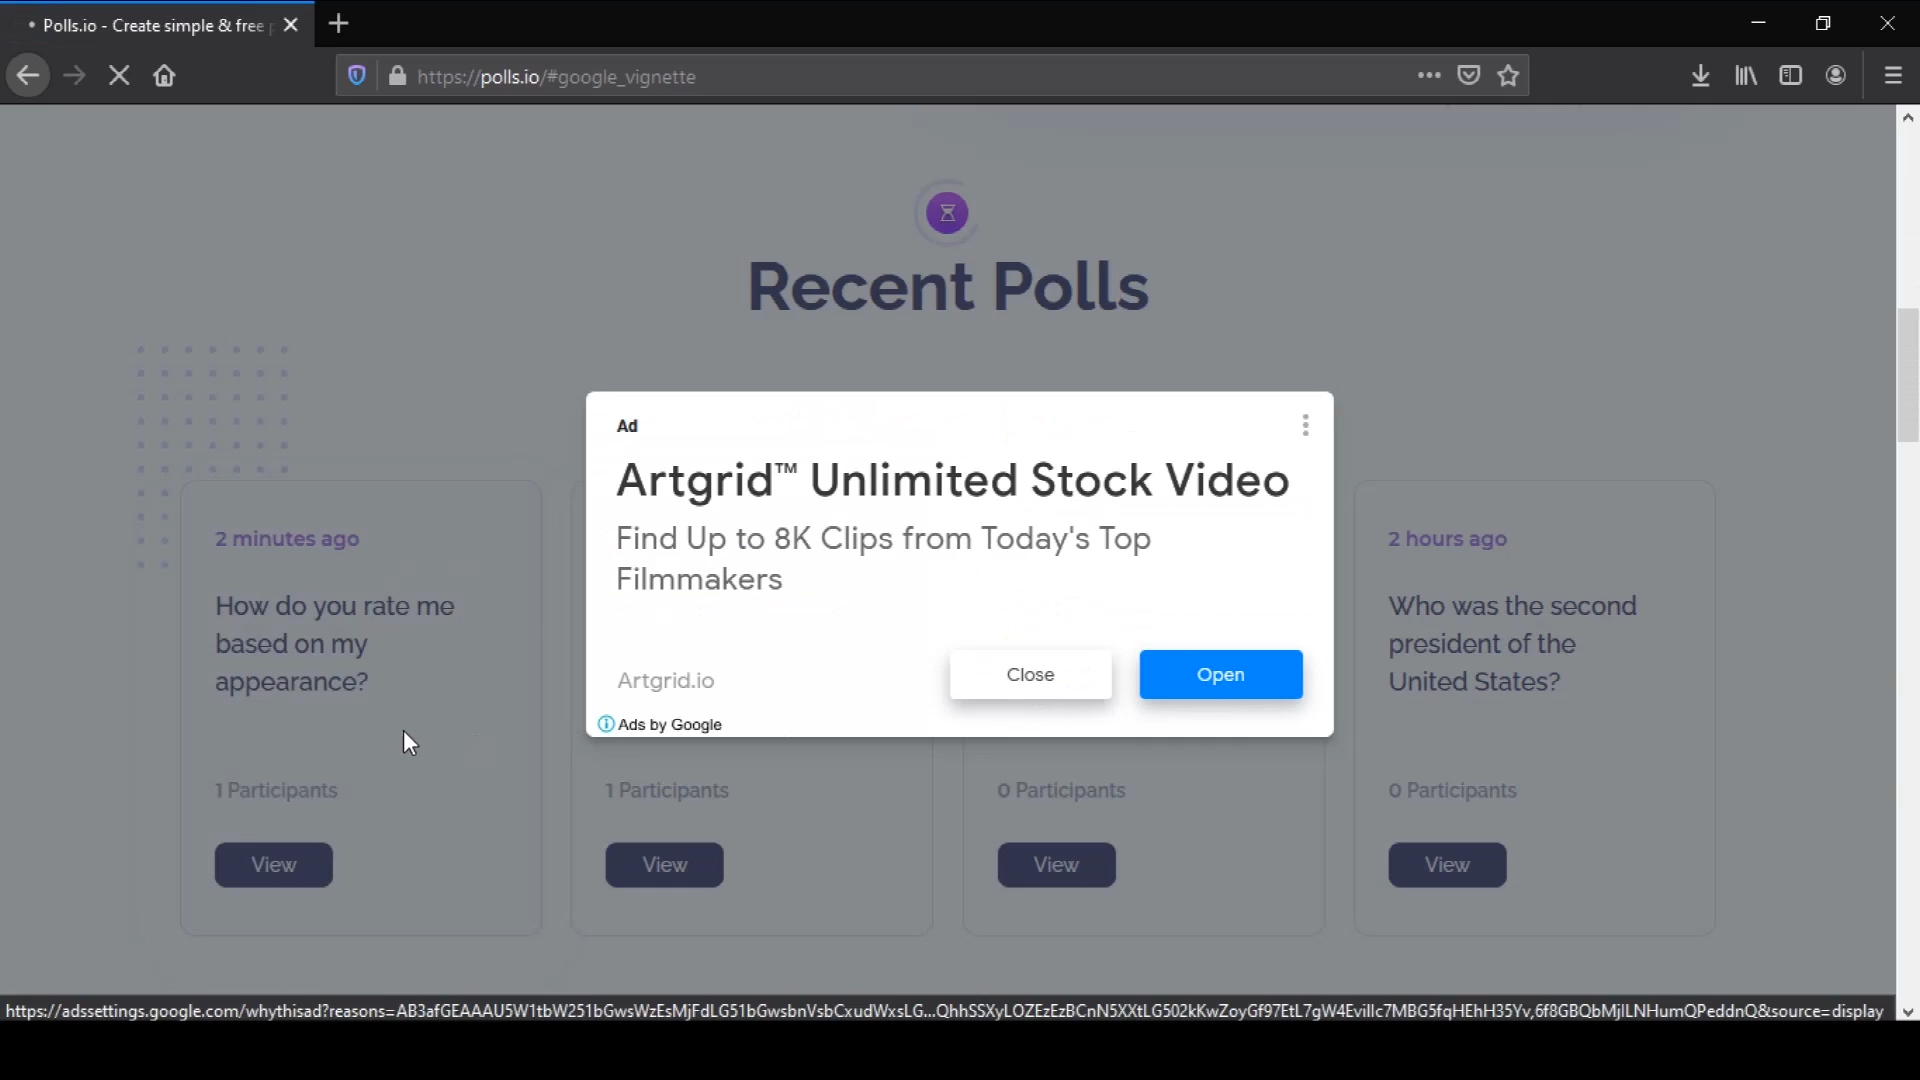 Polls.io - Create simple & free p
https://polls.io/#google_vignette
Recent Polls
Ad
Artgrid™ Unlimited Stock Video
Find Up to 8K Clips from Today's Top
Filmmakers
Artgrid.io
Close
Open
Ads by Google
2 minutes ago
How do you rate me
based on my
appearance?
1 Participants
View
1 Participants
View
0 Participants
View
2 hours ago
Who was the second
president of the
United States?
0 Participants
View